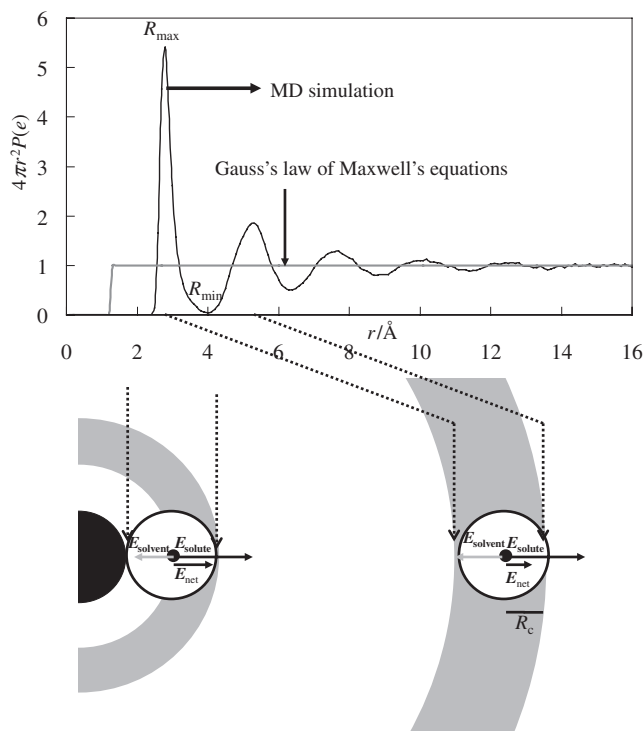 6
R_max
5
MD simulation
4
4πr²P(e)
3
Gauss's law of Maxwell's equations
2
1
R_min
0
r/Å
0 2 4 6 8 10 12 14 16
E_solvent E_solute
E_net
E_solvent E_solute
E_net
R_c